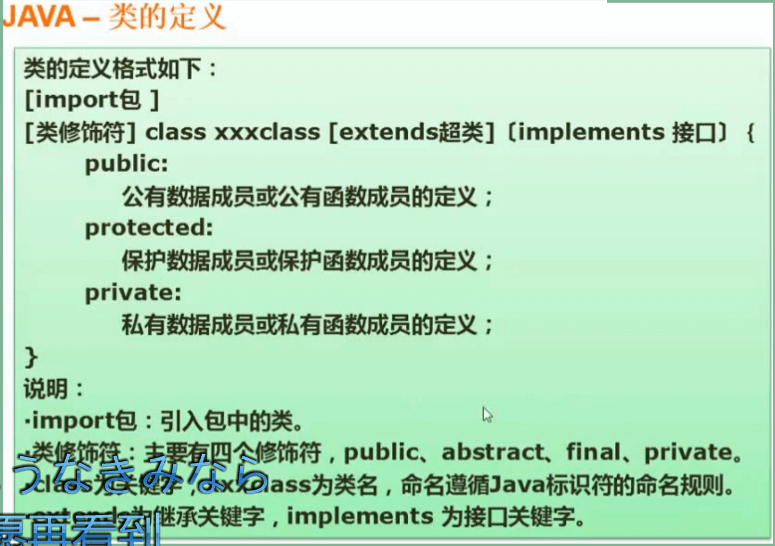 JAVA – 类的定义
类的定义格式如下：
[import包 ]
[类修饰符] class xxxclass [extends超类]〔implements 接口〕{
public:
公有数据成员或公有函数成员的定义；
protected:
保护数据成员或保护函数成员的定义；
private:
私有数据成员或私有函数成员的定义；
}
说明：
·import包：引入包中的类。
·类修饰符：主要有四个修饰符，public、abstract、final、private。
·class为关键字，xxxclass为类名，命名遵循Java标识符的命名规则。
·extends为继承关键字，implements 为接口关键字。
うなきみなら
愿再看到